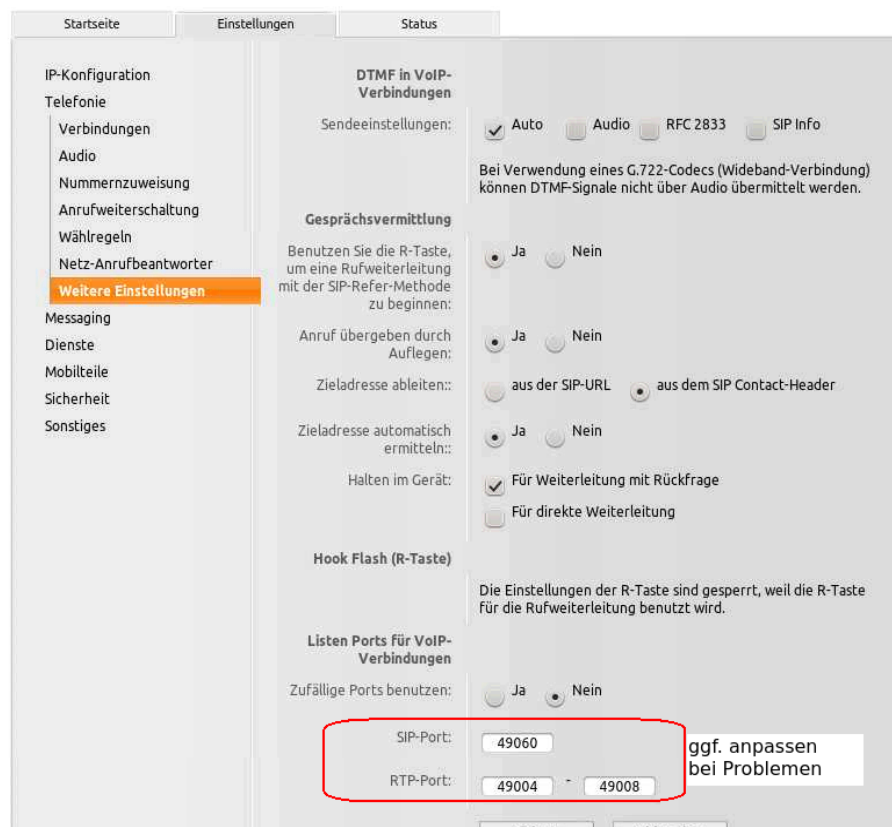 Startseite Einstellungen Status
IP-Konfiguration
Telefonie
Verbindungen
Audio
Nummernzuweisung
Anrufweiterschaltung
Wählregeln
Netz-Anrufbeantworter
Weitere Einstellungen
Messaging
Dienste
Mobilteile
Sicherheit
Sonstiges
DTMF in VoIP-
Verbindungen
Sendeeinstellungen: Auto Audio RFC 2833 SIP Info
Bei Verwendung eines G.722-Codecs (Wideband-Verbindung)
können DTMF-Signale nicht über Audio übermittelt werden.
Gesprächsvermittlung
Benutzen Sie die R-Taste,
um eine Rufweiterleitung
mit der SIP-Refer-Methode
zu beginnen:
Ja Nein
Anruf übergeben durch
Auflegen:
Ja Nein
Zieladresse ableiten:: aus der SIP-URL aus dem SIP Contact-Header
Zieladresse automatisch
ermitteln::
Ja Nein
Halten im Gerät: Für Weiterleitung mit Rückfrage
Für direkte Weiterleitung
Hook Flash (R-Taste)
Die Einstellungen der R-Taste sind gesperrt, weil die R-Taste
für die Rufweiterleitung benutzt wird.
Listen Ports für VoIP-
Verbindungen
Zufällige Ports benutzen: Ja Nein
SIP-Port: 49060
RTP-Port: 49004 - 49008
ggf. anpassen
bei Problemen